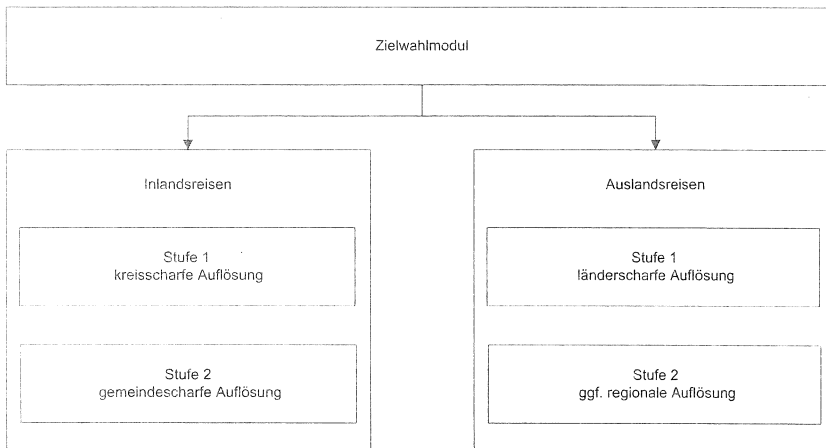 Zielwahlmodul
Inlandsreisen
Stufe 1
kreisscharfe Auflösung
Stufe 2
gemeindescharfe Auflösung
Auslandsreisen
Stufe 1
länderscharfe Auflösung
Stufe 2
ggf. regionale Auflösung